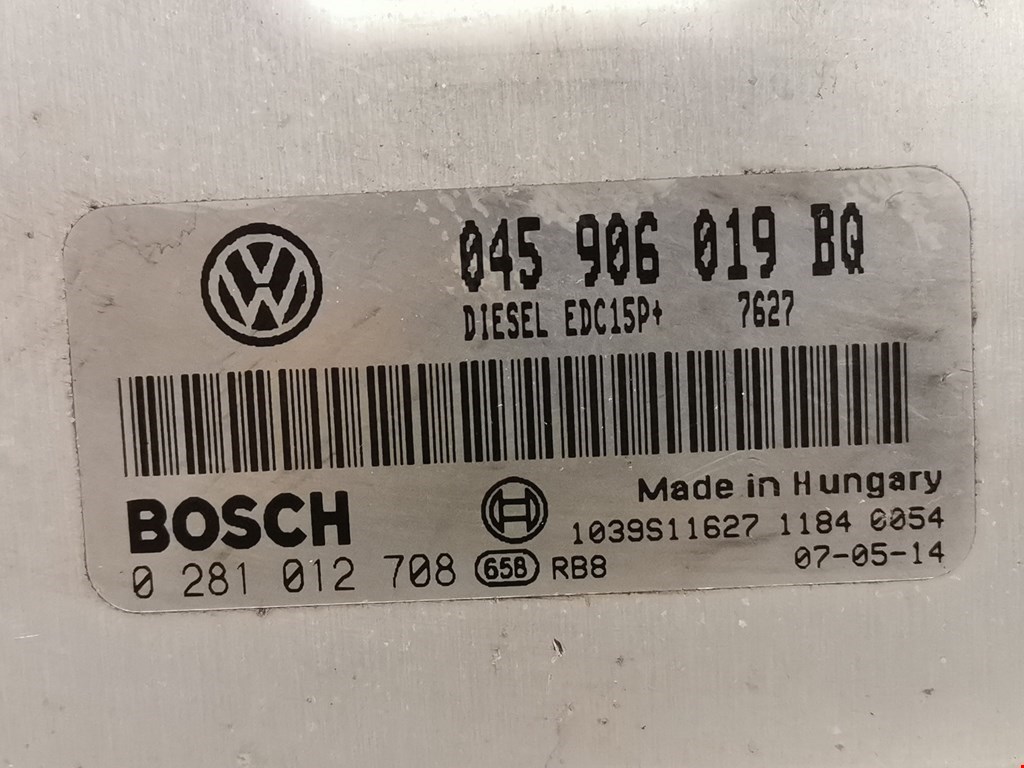 045 906 019 BQ
DIESEL EDC15P+ 7627
BOSCH
Made in Hungary
1039S11627 1184 0054
0 281 012 708 65B RB8
07-05-14